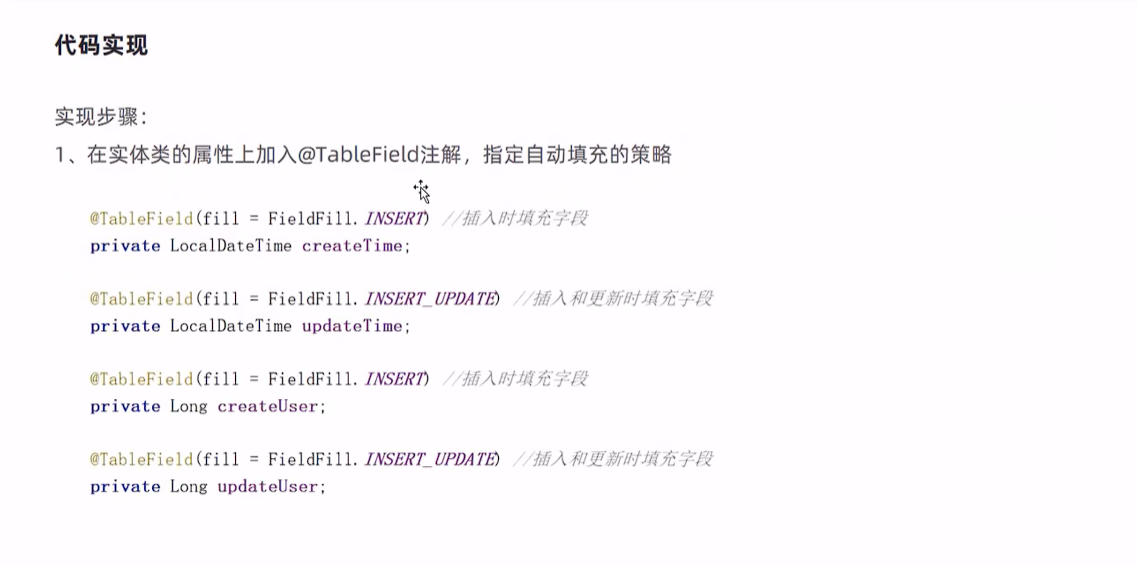 代码实现
实现步骤：
1、在实体类的属性上加入@TableField注解，指定自动填充的策略
@TableField(fill = FieldFill.INSERT) //插入时填充字段
private LocalDateTime createTime;
@TableField(fill = FieldFill.INSERT_UPDATE) //插入和更新时填充字段
private LocalDateTime updateTime;
@TableField(fill = FieldFill.INSERT) //插入时填充字段
private Long createUser;
@TableField(fill = FieldFill.INSERT_UPDATE) //插入和更新时填充字段
private Long updateUser;